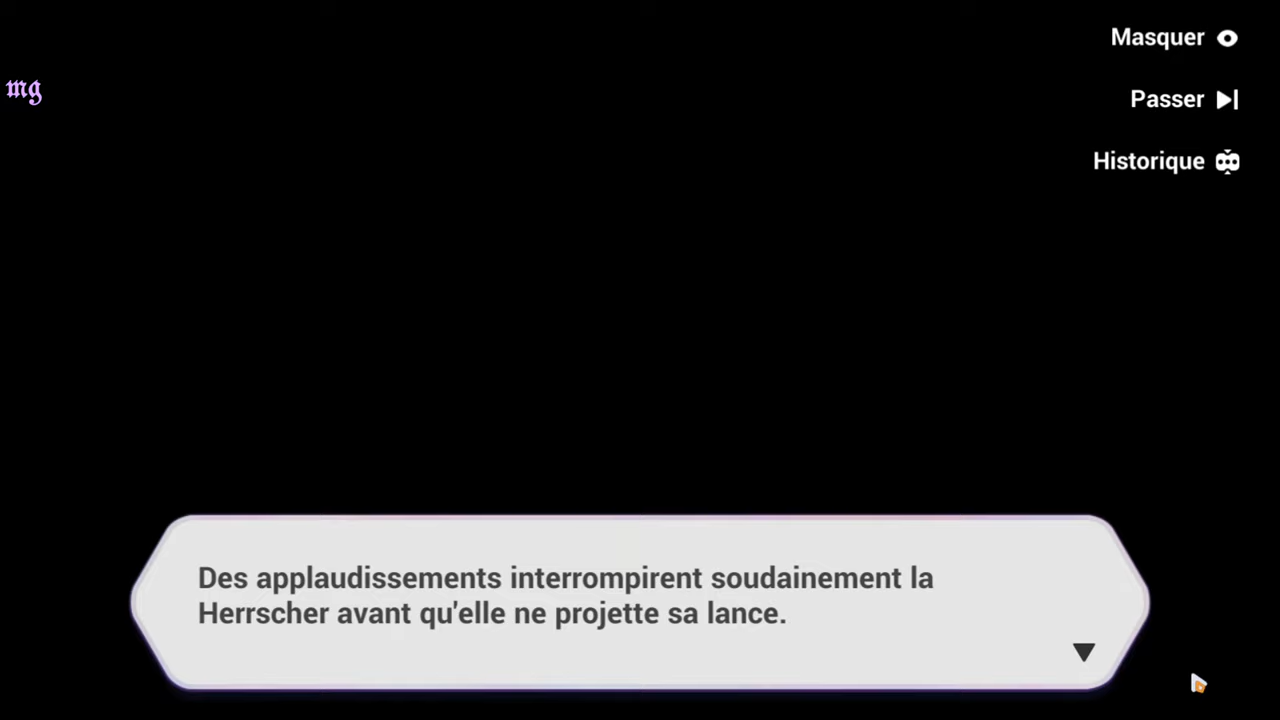 Masquer
mg
Passer
Historique
Des applaudissements interrompirent soudainement la
Herrscher avant qu'elle ne projette sa lance.